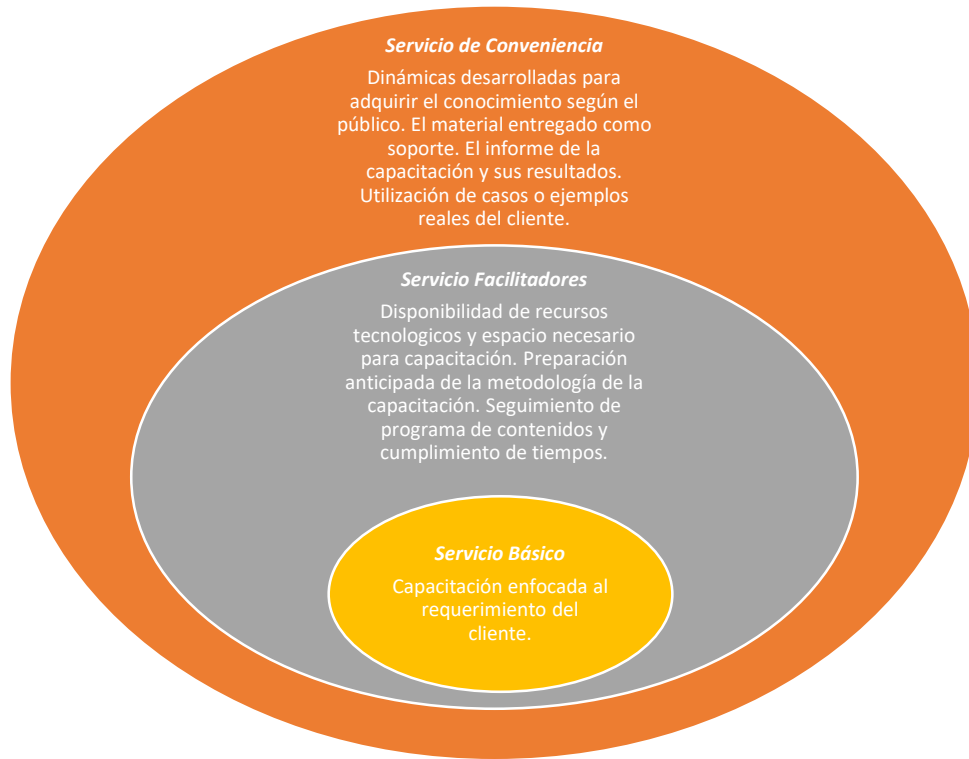 Servicio de Conveniencia
Dinámicas desarrolladas para
adquirir el conocimiento según el
público. El material entregado como
soporte. El informe de la
capacitación y sus resultados.
Utilización de casos o ejemplos
reales del cliente.
Servicio Facilitadores
Disponibilidad de recursos
tecnologicos y espacio necesario
para capacitación. Preparación
anticipada de la metodología de la
capacitación. Seguimiento de
programa de contenidos y
cumplimiento de tiempos.
Servicio Básico
Capacitación enfocada al
requerimiento del
cliente.